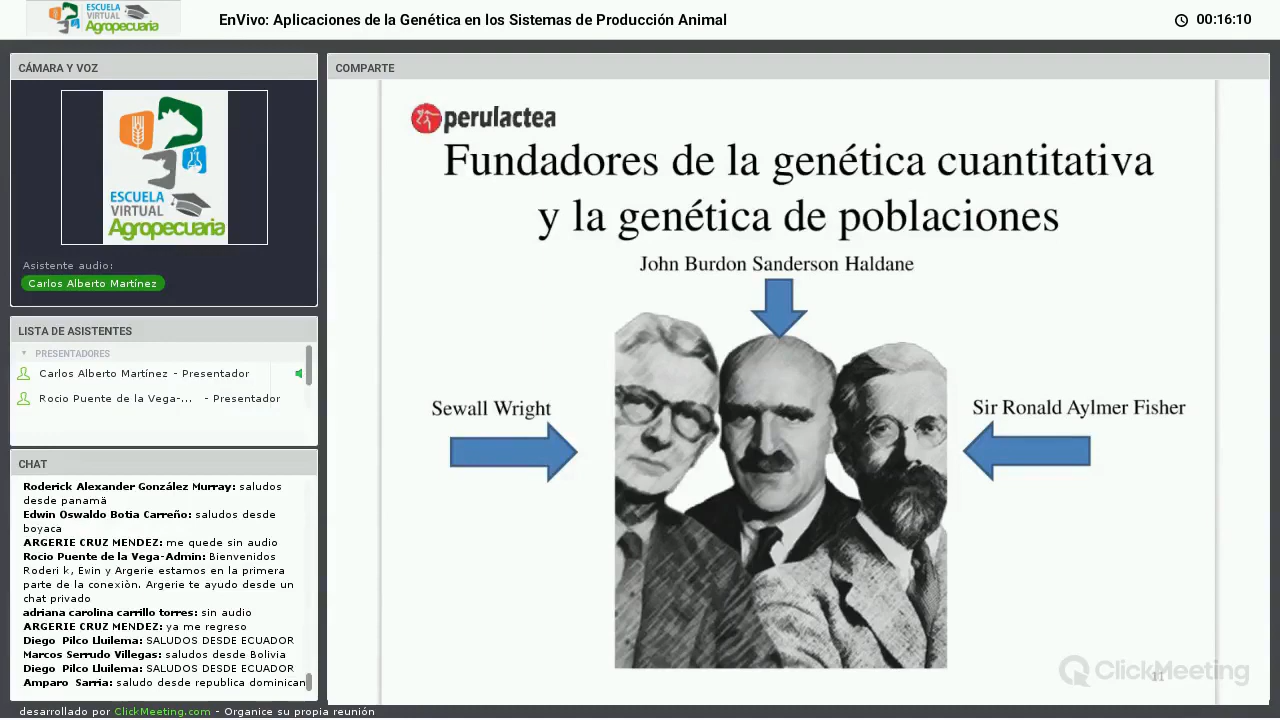 ESCUELA
VIRTUAL
Agropecuaria
EnVivo: Aplicaciones de la Genética en los Sistemas de Producción Animal
00:16:10
CÁMARA Y VOZ
ESCUELA
VIRTUAL
Agropecuaria
Asistente audio:
Carlos Alberto Martínez
LISTA DE ASISTENTES
PRESENTADORES
Carlos Alberto Martínez - Presentador
Rocio Puente de la Vega-... - Presentador
CHAT
Roderick Alexander González Murray: saludos
desde panamä
Edwin Oswaldo Botia Carreño: saludos desde
boyaca
ARGERIE CRUZ MENDEZ: me quede sin audio
Rocio Puente de la Vega-Admin: Bienvenidos
Roderi k, Ewin y Argerie estamos en la primera
parte de la conexiòn. Argerie te ayudo desde un
chat privado
adriana carolina carrillo torres: sin audio
ARGERIE CRUZ MENDEZ: ya me regreso
Diego Pilco Lluilema: SALUDOS DESDE ECUADOR
Marcos Serrudo Villegas: saludos desde Bolivia
Diego Pilco Lluilema: SALUDOS DESDE ECUADOR
Amparo Sarria: saludo desde republica dominican
desarrollado por ClickMeeting.com - Organice su propia reunión
COMPARTE
perulactea
Fundadores de la genética cuantitativa
y la genética de poblaciones
John Burdon Sanderson Haldane
Sewall Wright
Sir Ronald Aylmer Fisher
ClickMeeting
11